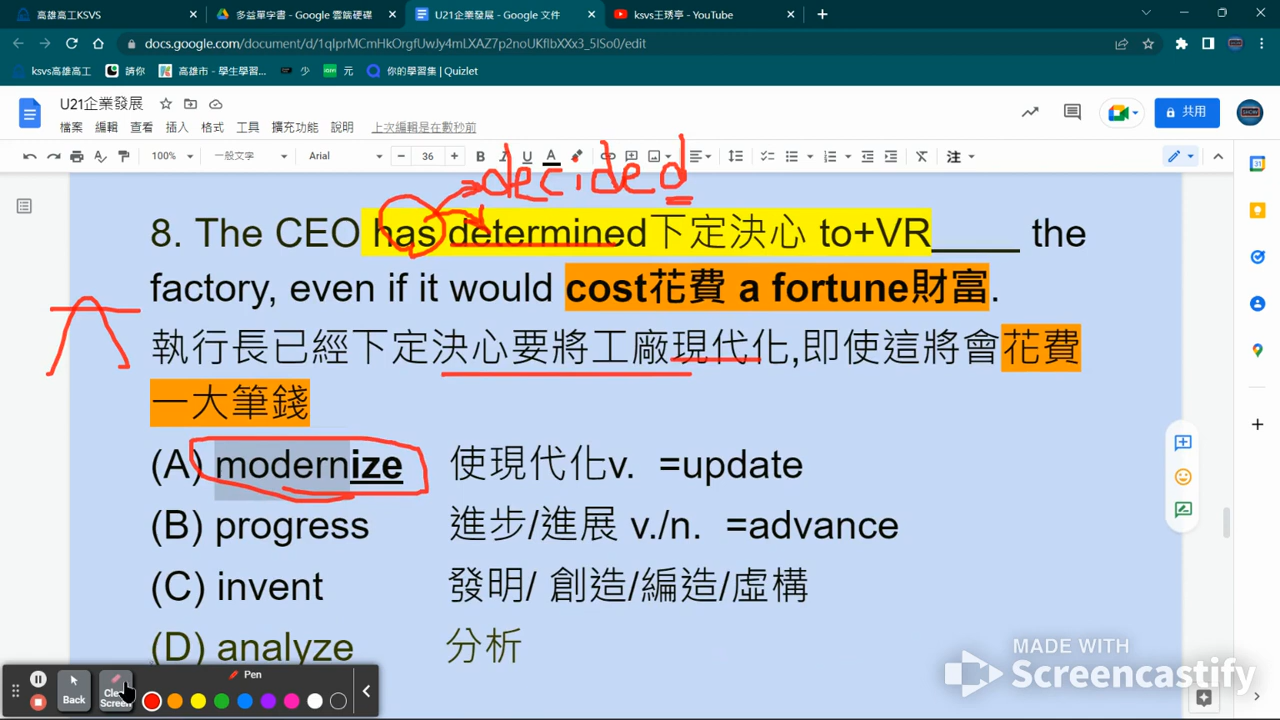 高雄高工KSVS
多益單字書 - Google 雲端硬碟
U21企業發展 - Google 文件
ksvs王琇亭 - YouTube
docs.google.com/document/d/1qIprMCmHkOrgfUwJy4mLXAZ7p2noUKfIbXXx3_5ISo0/edit
ksvs高雄高工
請你
高雄市 - 學生學習...
少
元
你的學習集 | Quizlet
U21企業發展
檔案 編輯 查看 插入 格式 工具 擴充功能 說明 上次編輯是在數秒前
共用
100% 一般文字 Arial 36 B I U A 注
decided
8. The CEO has determined下定決心 to+VR_____ the
factory, even if it would cost花費 a fortune財富.
執行長已經下定決心要將工廠現代化,即使這將會花費
一大筆錢
(A) modernize 使現代化v. =update
(B) progress 進步/進展 v./n. =advance
(C) invent 發明/ 創造/編造/虛構
(D) analyze 分析
MADE WITH
Screencastify
Pen
Back
Clear
Screen